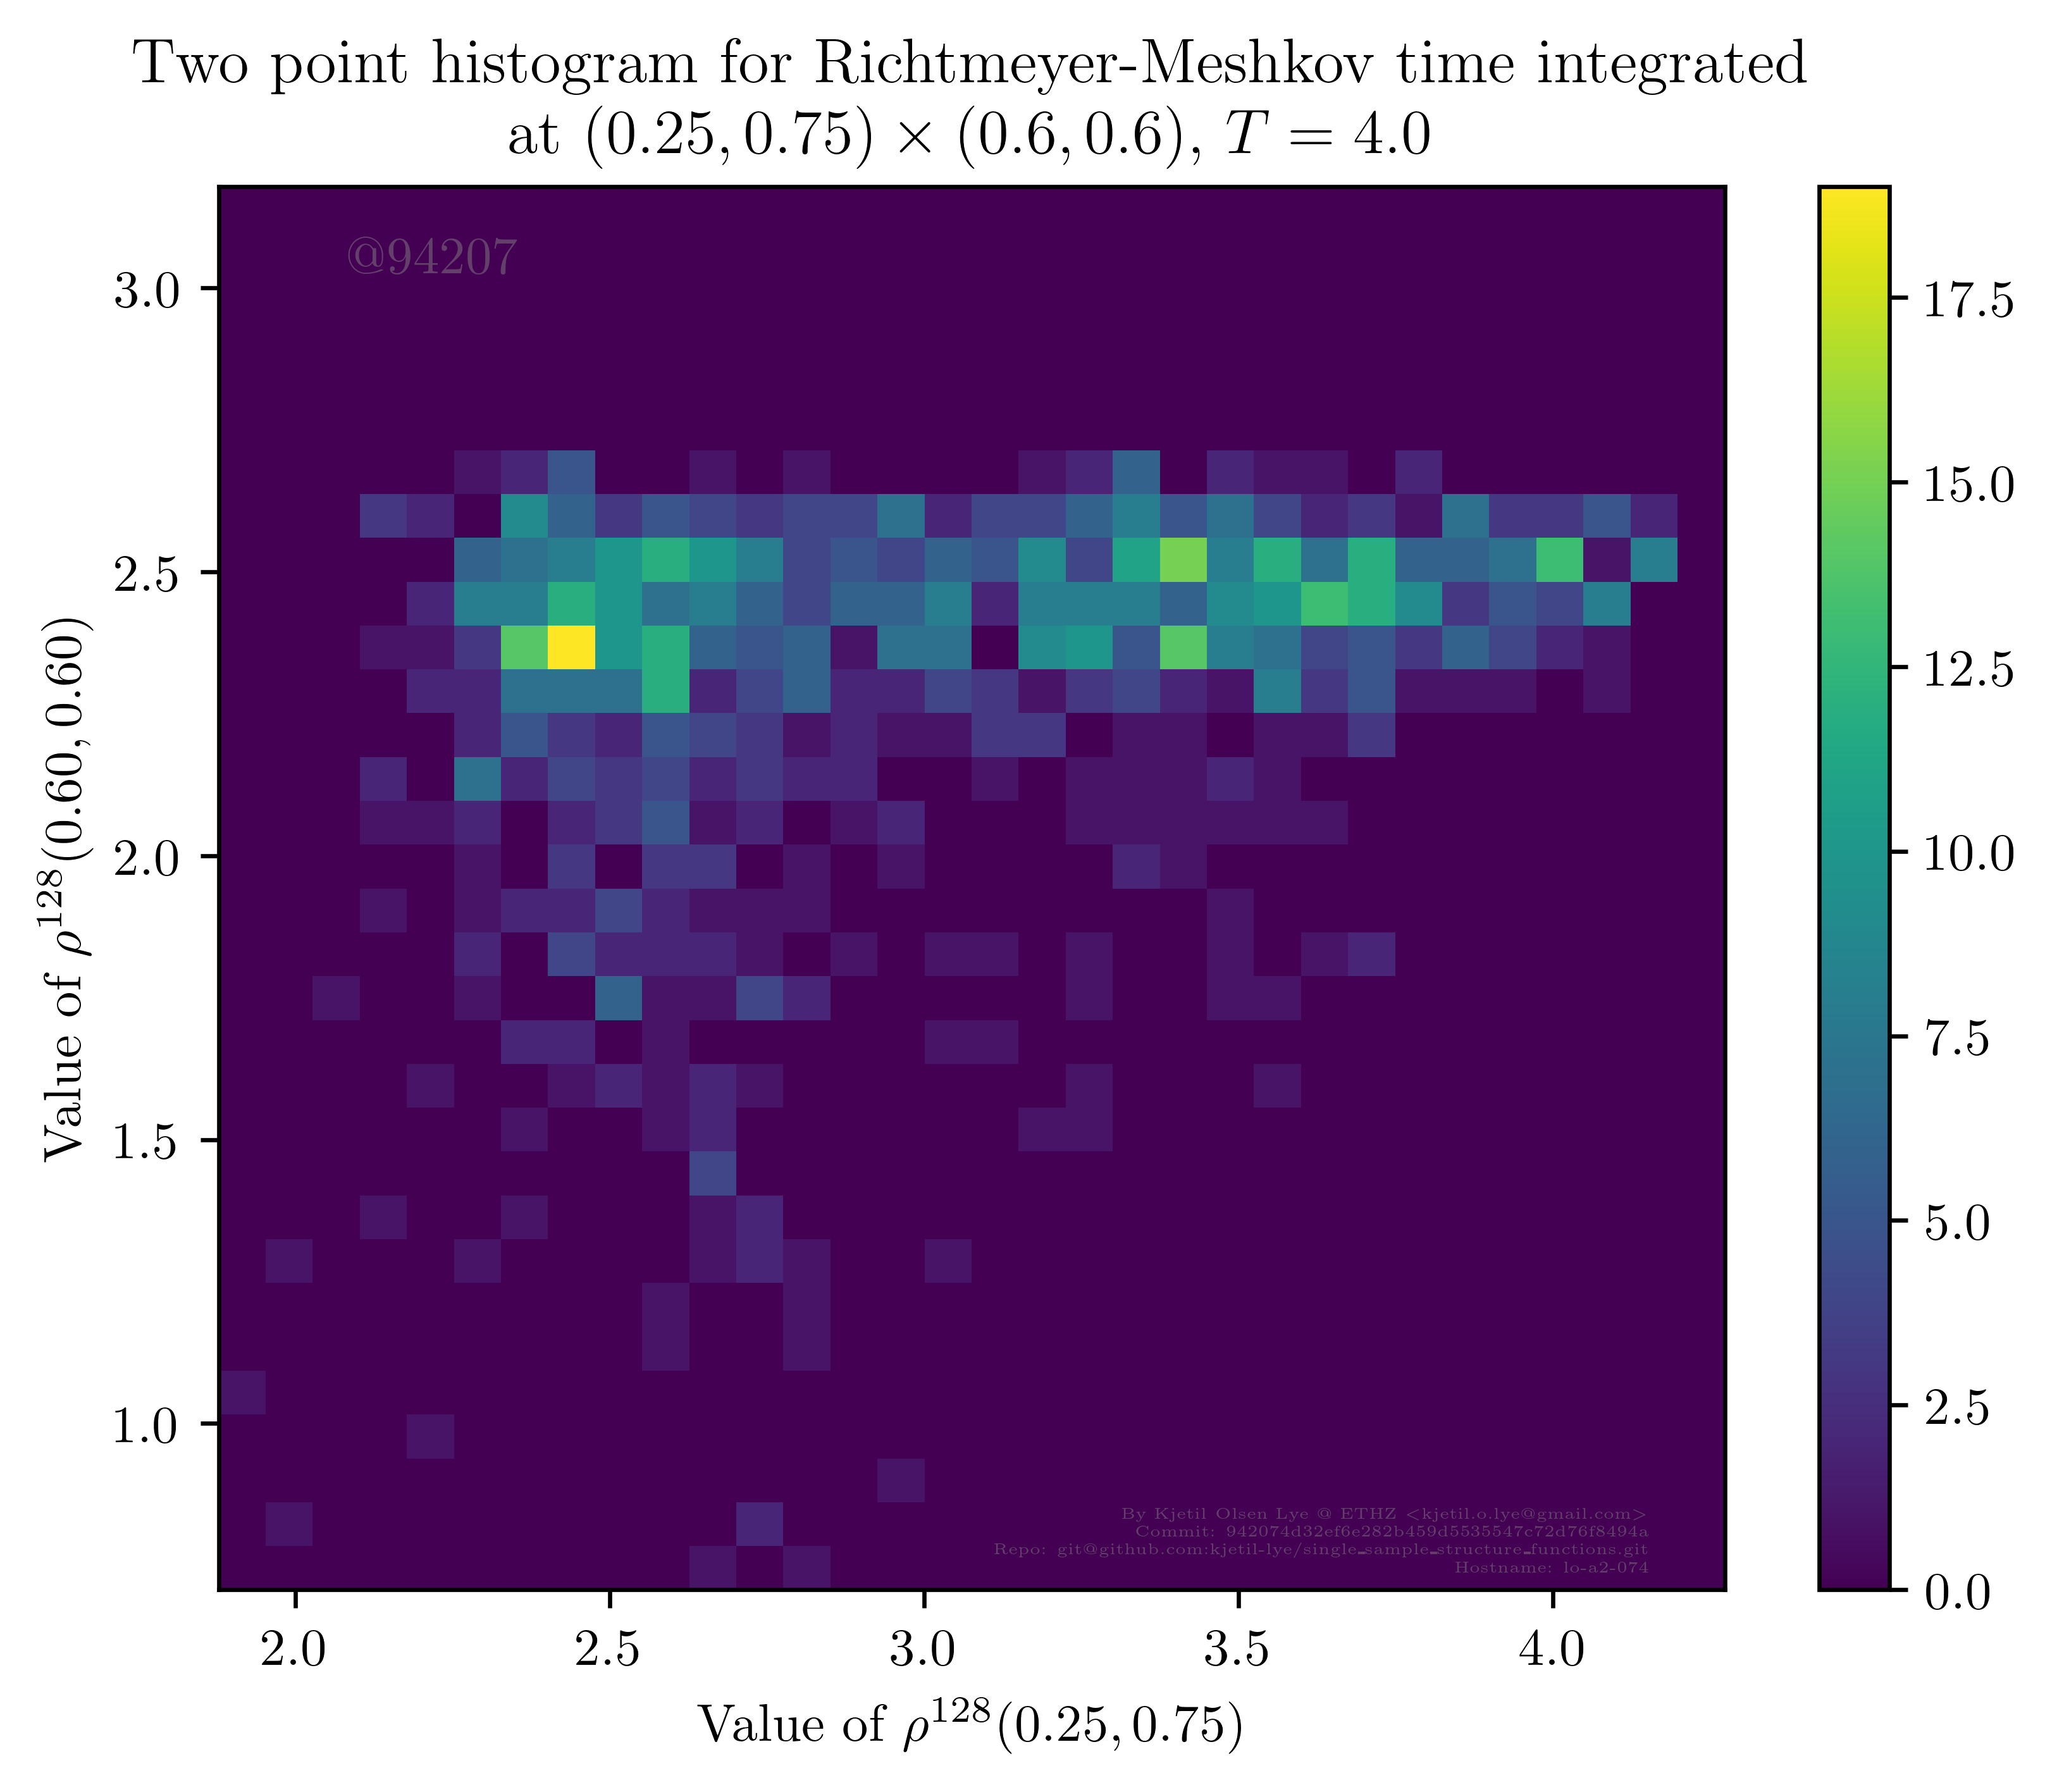 Two point histogram for Richtmeyer-Meshkov time integrated
at (0.25, 0.75) × (0.6, 0.6), T = 4.0
@94207
3.0
2.5
2.0
1.5
1.0
Value of ρ¹²⁸(0.60, 0.60)
2.0 2.5 3.0 3.5 4.0
Value of ρ¹²⁸(0.25, 0.75)
17.5
15.0
12.5
10.0
7.5
5.0
2.5
0.0
By Kjetil Olsen Lye @ ETHZ <kjetil.o.lye@gmail.com>
Commit: 942074d32ef6e282b459d5535547c72d76f8494a
Repo: git@github.com:kjetil-lye/single_sample_structure_functions.git
Hostname: lo-a2-074